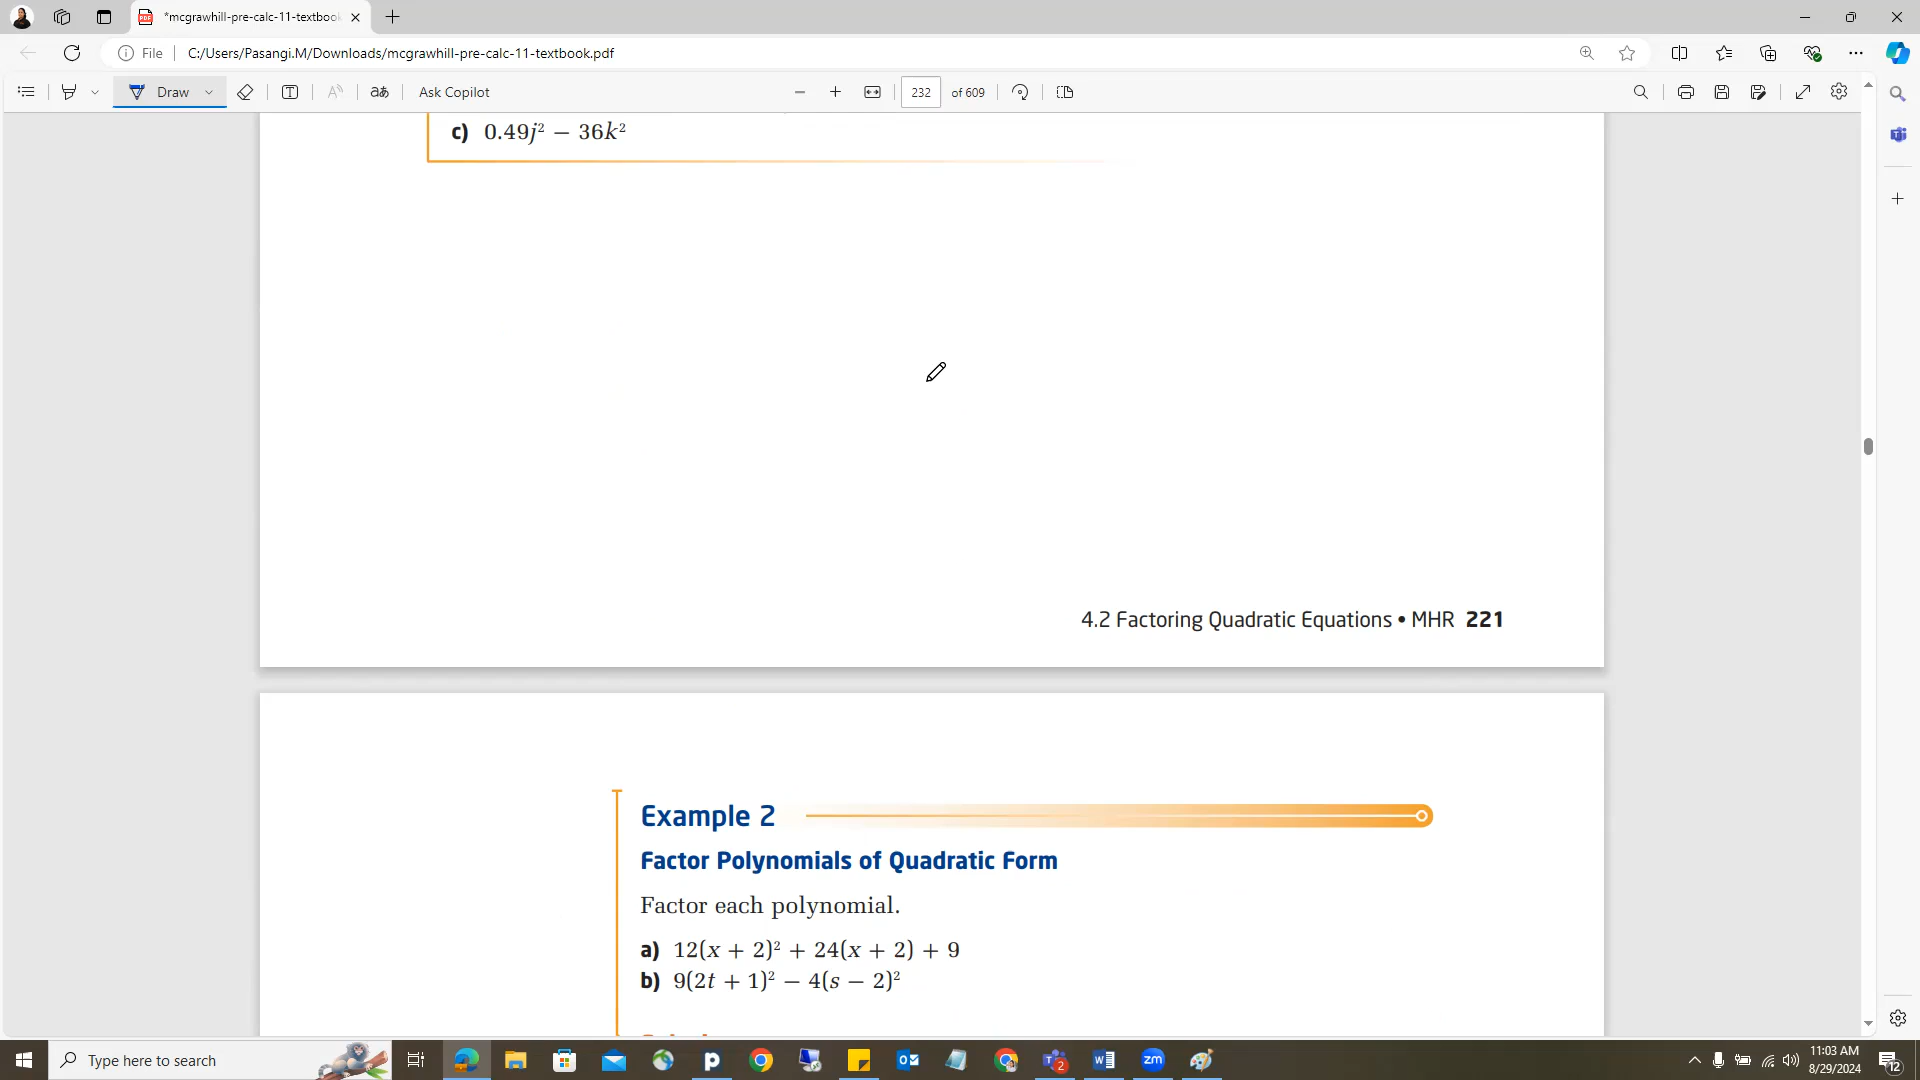 *mcgrawhill-pre-calc-11-textbook
File
C:/Users/Pasangi.M/Downloads/mcgrawhill-pre-calc-11-textbook.pdf
Draw
Ask Copilot
232 of 609
c) 0.49j² − 36k²
4.2 Factoring Quadratic Equations • MHR 221
Example 2
Factor Polynomials of Quadratic Form
Factor each polynomial.
a) 12(x + 2)² + 24(x + 2) + 9
b) 9(2t + 1)² − 4(s − 2)²
Type here to search
11:03 AM
8/29/2024